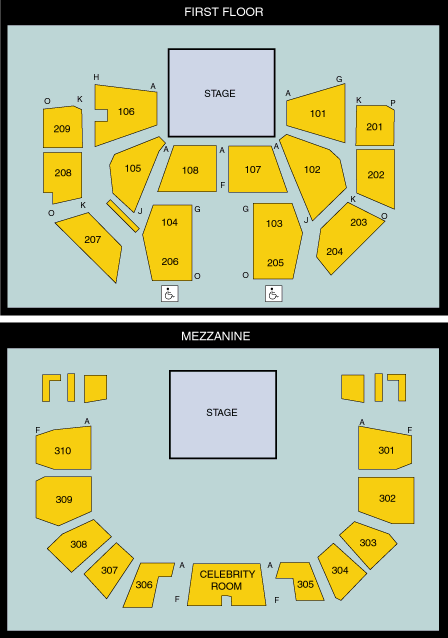 FIRST FLOOR
H
A
G
A
O
K
K
P
STAGE
106
101
209
201
A
A
A
105
108
107
102
208
202
F
O
K
J
G
G
J
K
O
104
103
203
207
206
205
204
O
O
MEZZANINE
STAGE
F
A
A
F
310
301
309
302
308
303
307
304
306
A
CELEBRITY
ROOM
A
305
F
F